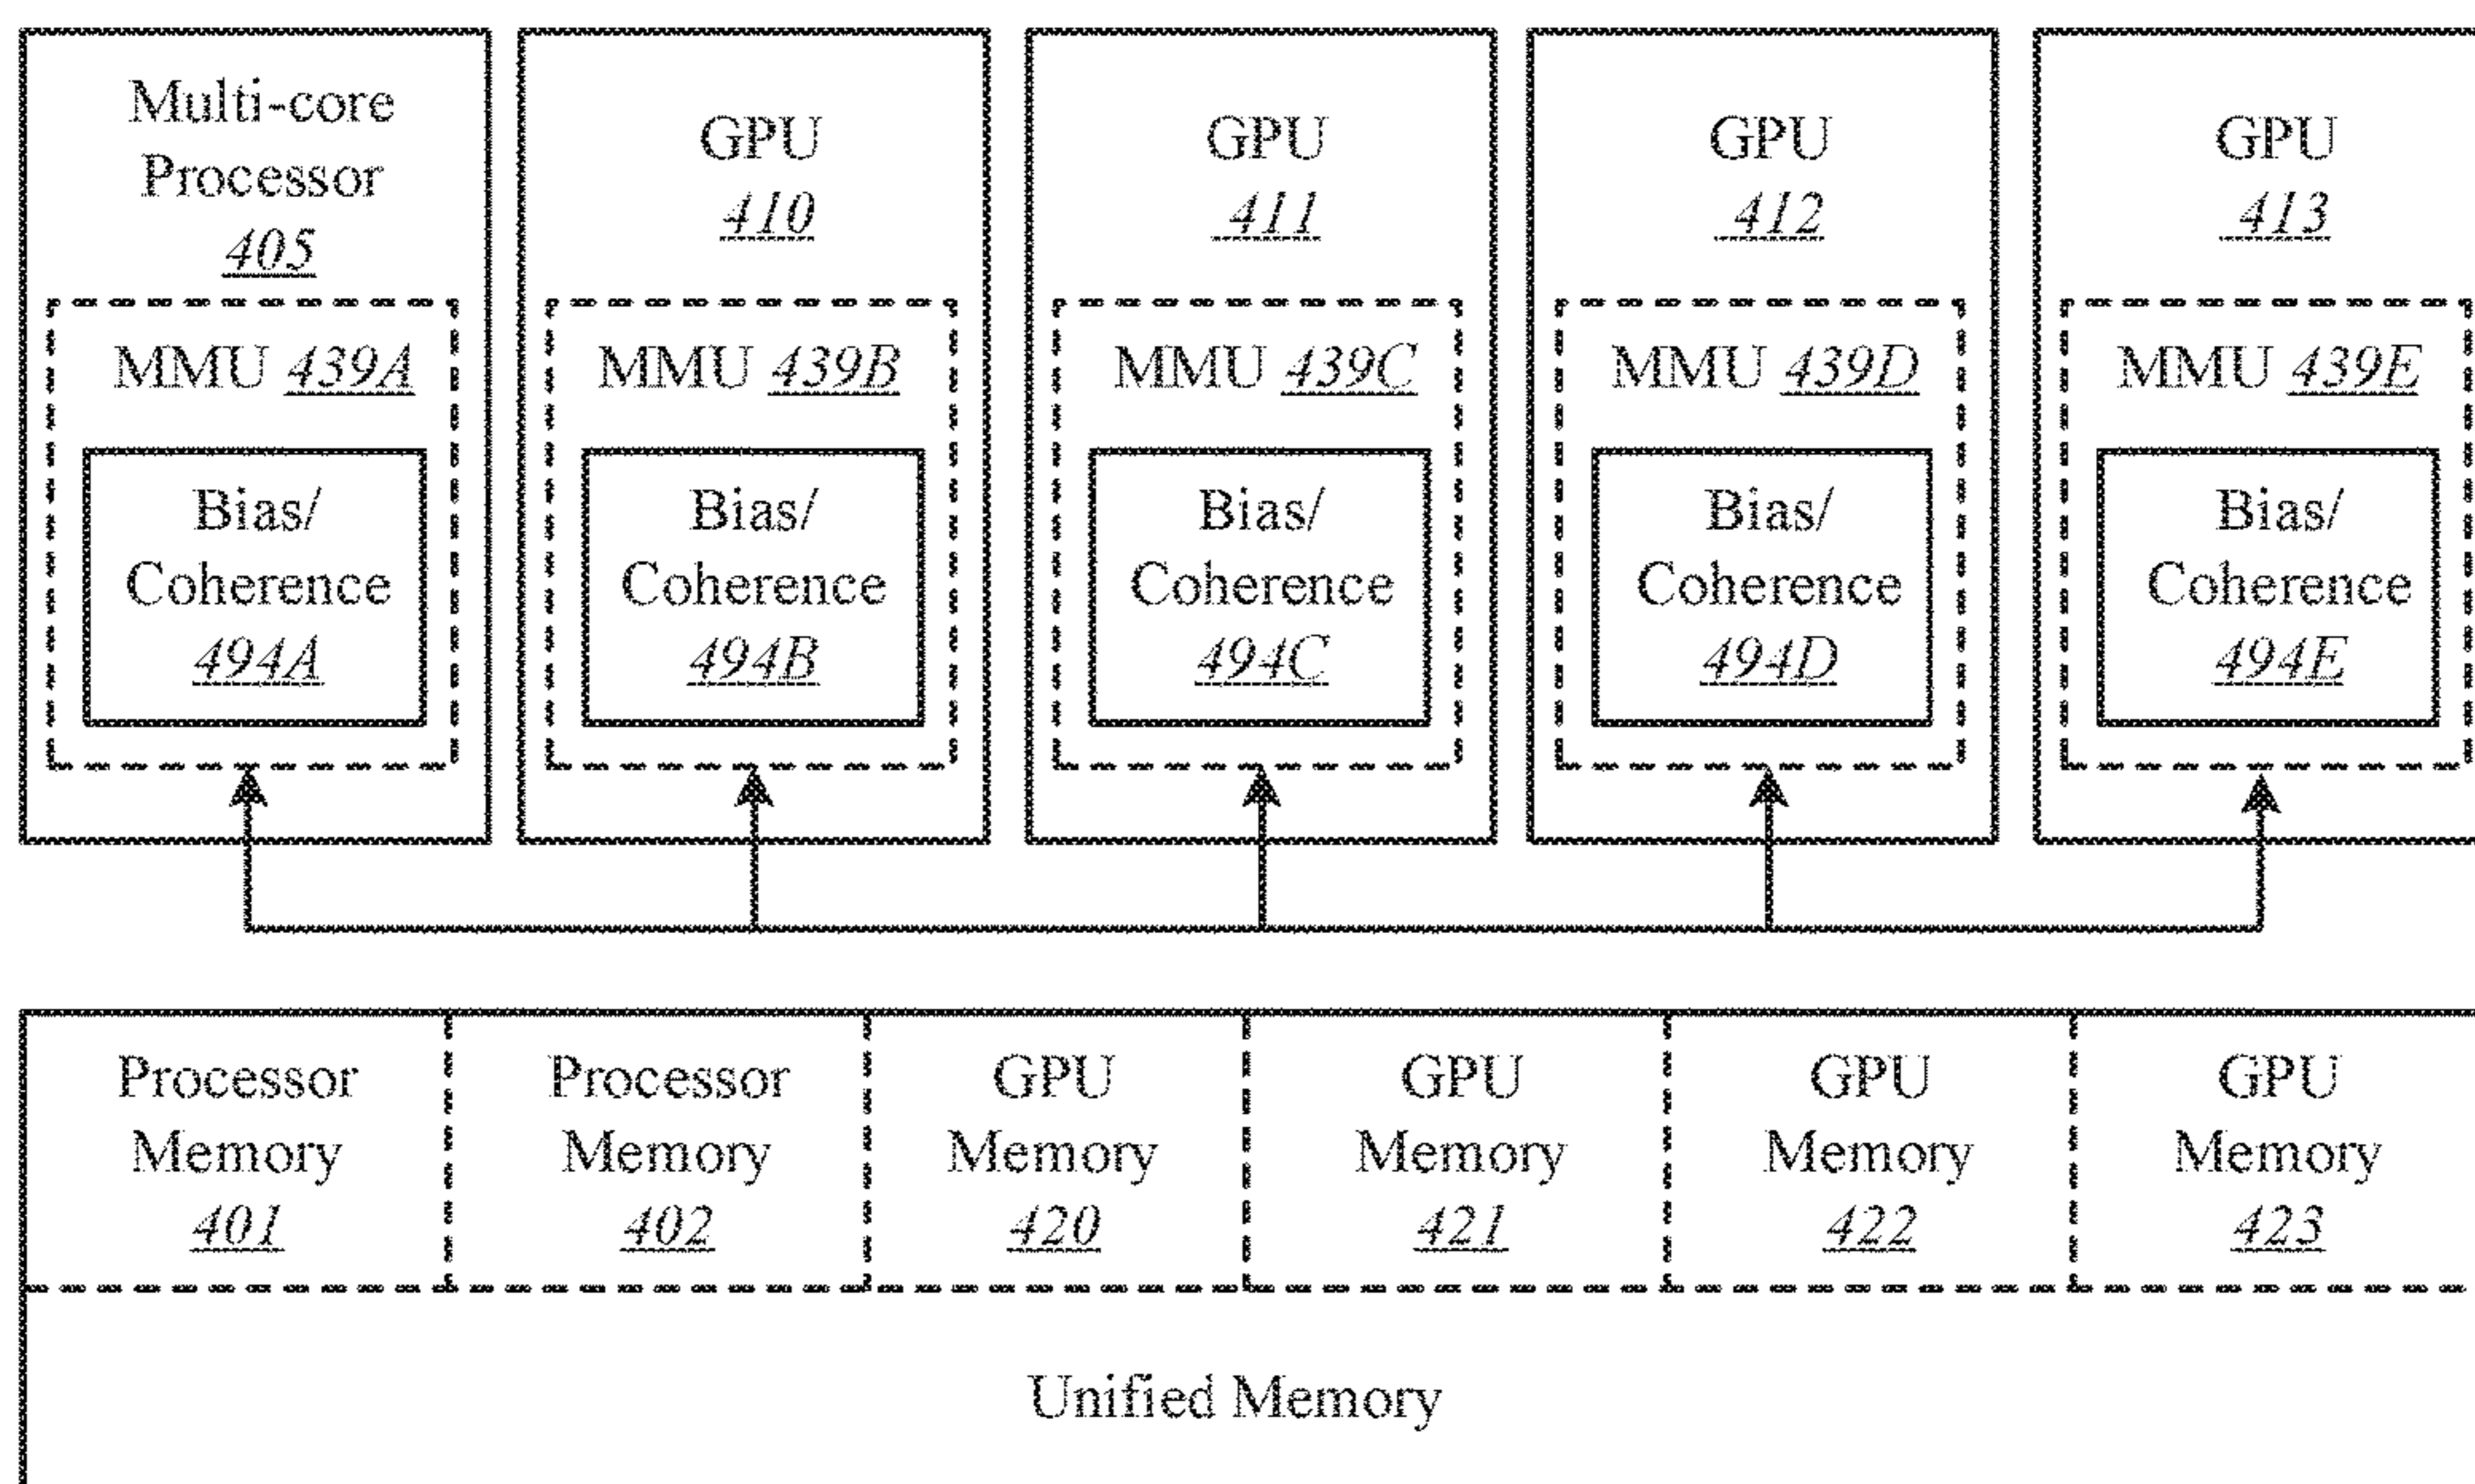 Multi-core
Processor
405
MMU 439A
Bias/
Coherence
494A
GPU
410
MMU 439B
Bias/
Coherence
494B
GPU
411
MMU 439C
Bias/
Coherence
494C
GPU
412
MMU 439D
Bias/
Coherence
494D
GPU
413
MMU 439E
Bias/
Coherence
494E
Processor
Memory
401
Processor
Memory
402
GPU
Memory
420
GPU
Memory
421
GPU
Memory
422
GPU
Memory
423
Unified Memory